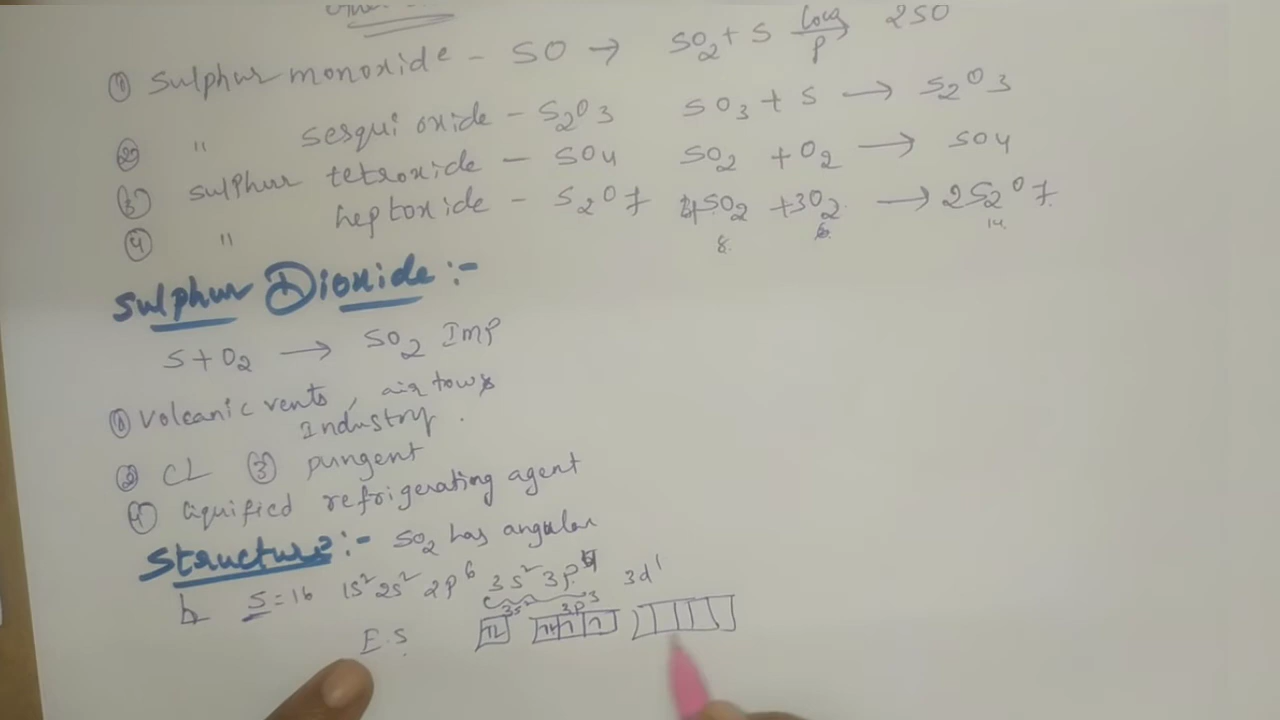 ① Sulphur monoxide - SO → SO2 + S → P 2SO
② " sesqui oxide - S2O3 SO3 + S → S2O3
③ sulphur tetroxide - SO4 SO2 + O2 → SO4
④ " heptoxide - S2O7 4SO2 + 3O2 → 2S2O7
8. 6. 14.
Sulphur Dioxide :-
S + O2 → SO2 Imp
① Volcanic vents, air
Industry.
② CL ③ pungent
④ liquified refrigerating agent
Structure :- SO2 has angular
S = 16 1s² 2s² 2p⁶ 3s² 3p 3d¹
3s² 3p³
E.S